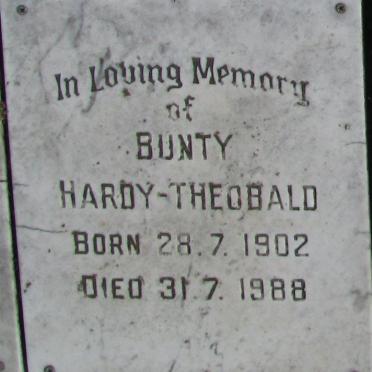 In Loving Memory
of
BUNTY
HARDY-THEOBALD
BORN 28.7.1902
DIED 31.7.1988